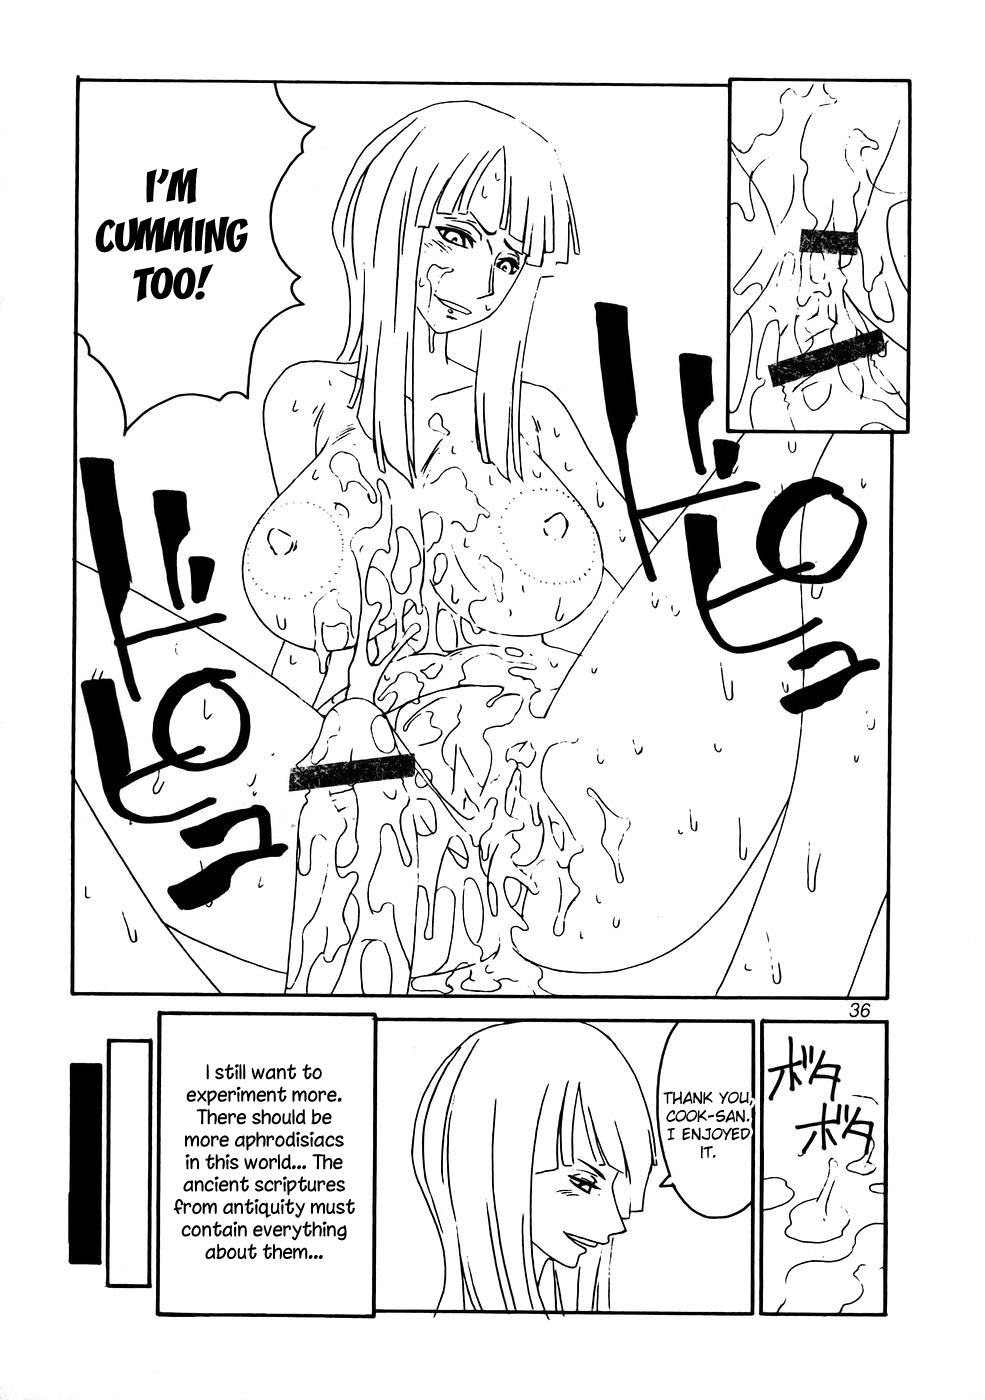 I'M
CUMMING
TOO!
ドピュ
ドピュ
36
THANK YOU,
COOK-SAN.
I ENJOYED
IT.
ボタ
ボタ
I still want to
experiment more.
There should be
more aphrodisiacs
in this world... The
ancient scriptures
from antiquity must
contain everything
about them...